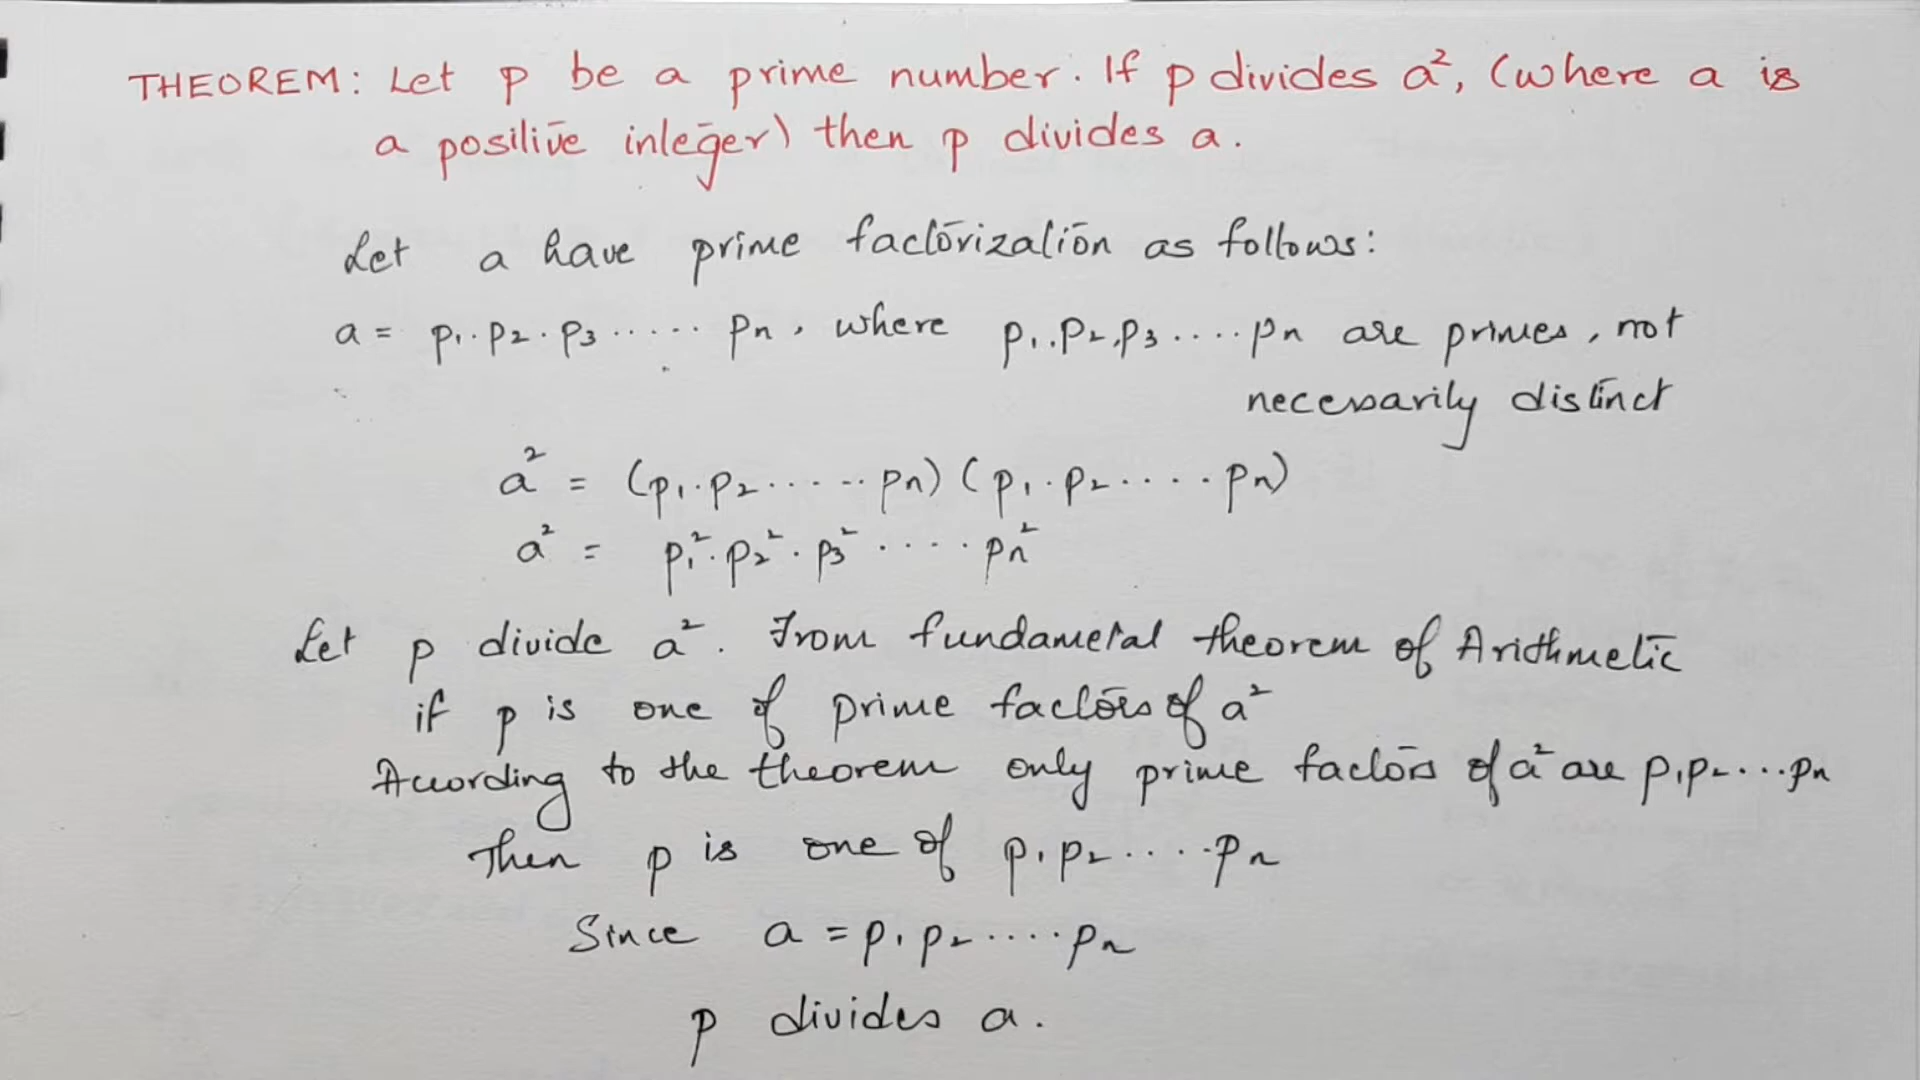 THEOREM: Let p be a prime number. If p divides a², (where a is
a positive integer) then p divides a.
Let a have prime factorization as follows:
a = p₁·p₂·p₃ ..... pn, where p₁.p₂.p₃ .... pn are primes, not
necessarily distinct
a² = (p₁·p₂ ..... pn) (p₁·p₂ ..... pn)
a² = p₁²·p₂²·p₃² ..... pn²
Let p divide a². From fundametal theorem of Arithmetic
if p is one of prime factors of a²
According to the theorem only prime factors of a² are p₁p₂...pn
Then p is one of p₁p₂ .... pn
Since a = p₁p₂ .... pn
p divides a.